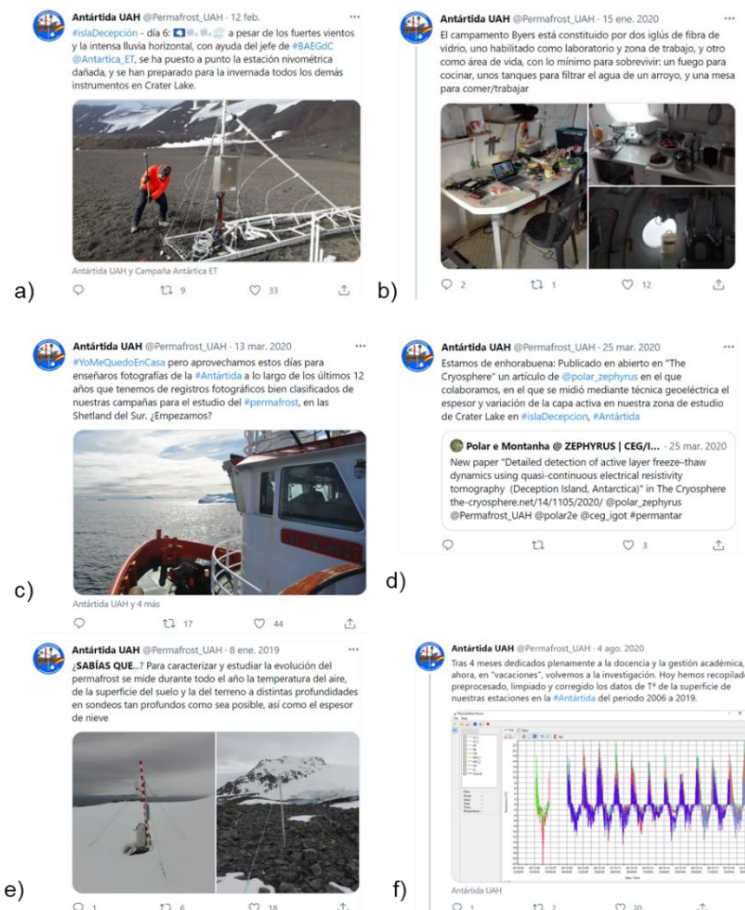 Antártida UAH @Permafrost_UAH · 12 feb.
#islaDecepción - día 6: a pesar de los fuertes vientos
y la intensa lluvia horizontal, con ayuda del jefe de #BAEGdC
@Antartica_ET, se ha puesto a punto la estación nivométrica
dañada, y se han preparado para la invernada todos los demás
instrumentos en Crater Lake.
Antártida UAH y Campaña Antártica ET
9 33
a)
Antártida UAH @Permafrost_UAH · 15 ene. 2020
El campamento Byers está constituido por dos iglús de fibra de
vidrio, uno habilitado como laboratorio y zona de trabajo, y otro
como área de vida, con lo mínimo para sobrevivir: un fuego para
cocinar, unos tanques para filtrar el agua de un arroyo, y una mesa
para comer/trabajar
2 1 12
b)
Antártida UAH @Permafrost_UAH · 13 mar. 2020
#YoMeQuedoEnCasa pero aprovechamos estos días para
enseñaros fotografías de la #Antártida a lo largo de los últimos 12
años que tenemos de registros fotográficos bien clasificados de
nuestras campañas para el estudio del #permafrost, en las
Shetland del Sur. ¿Empezamos?
Antártida UAH y 4 más
17 44
c)
Antártida UAH @Permafrost_UAH · 25 mar. 2020
Estamos de enhorabuena: Publicado en abierto en "The
Cryosphere" un artículo de @polar_zephyrus en el que
colaboramos, en el que se midió mediante técnica geoeléctrica el
espesor y variación de la capa activa en nuestra zona de estudio
de Crater Lake en #islaDecepcion, #Antártida
Polar e Montanha @ ZEPHYRUS | CEG/I... · 25 mar. 2020
New paper "Detailed detection of active layer freeze–thaw
dynamics using quasi-continuous electrical resistivity
tomography (Deception Island, Antarctica)" in The Cryosphere
the-cryosphere.net/14/1105/2020/ @polar_zephyrus
@Permafrost_UAH @polar2e @ceg_igot #permantar
3
d)
Antártida UAH @Permafrost_UAH · 8 ene. 2019
¿SABÍAS QUE...? Para caracterizar y estudiar la evolución del
permafrost se mide durante todo el año la temperatura del aire,
de la superficie del suelo y la del terreno a distintas profundidades
en sondeos tan profundos como sea posible, así como el espesor
de nieve
1 6 18
e)
Antártida UAH @Permafrost_UAH · 4 ago. 2020
Tras 4 meses dedicados plenamente a la docencia y la gestión académica,
ahora, en "vacaciones", volvemos a la investigación. Hoy hemos recopilad
preprocesado, limpiado y corregido los datos de Tª de la superficie de
nuestras estaciones en la #Antártida del periodo 2006 a 2019.
Antártida UAH
1 2 20
f)